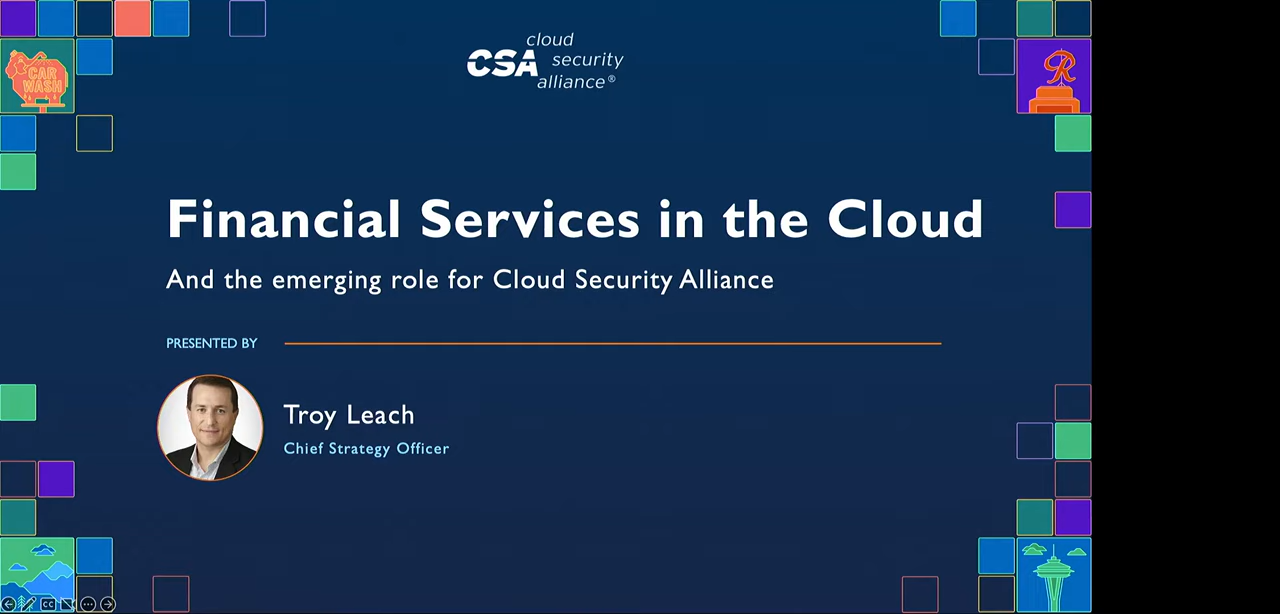 cloud
CSA security
alliance®
CAR
WASH
R
Financial Services in the Cloud
And the emerging role for Cloud Security Alliance
PRESENTED BY
Troy Leach
Chief Strategy Officer
CC